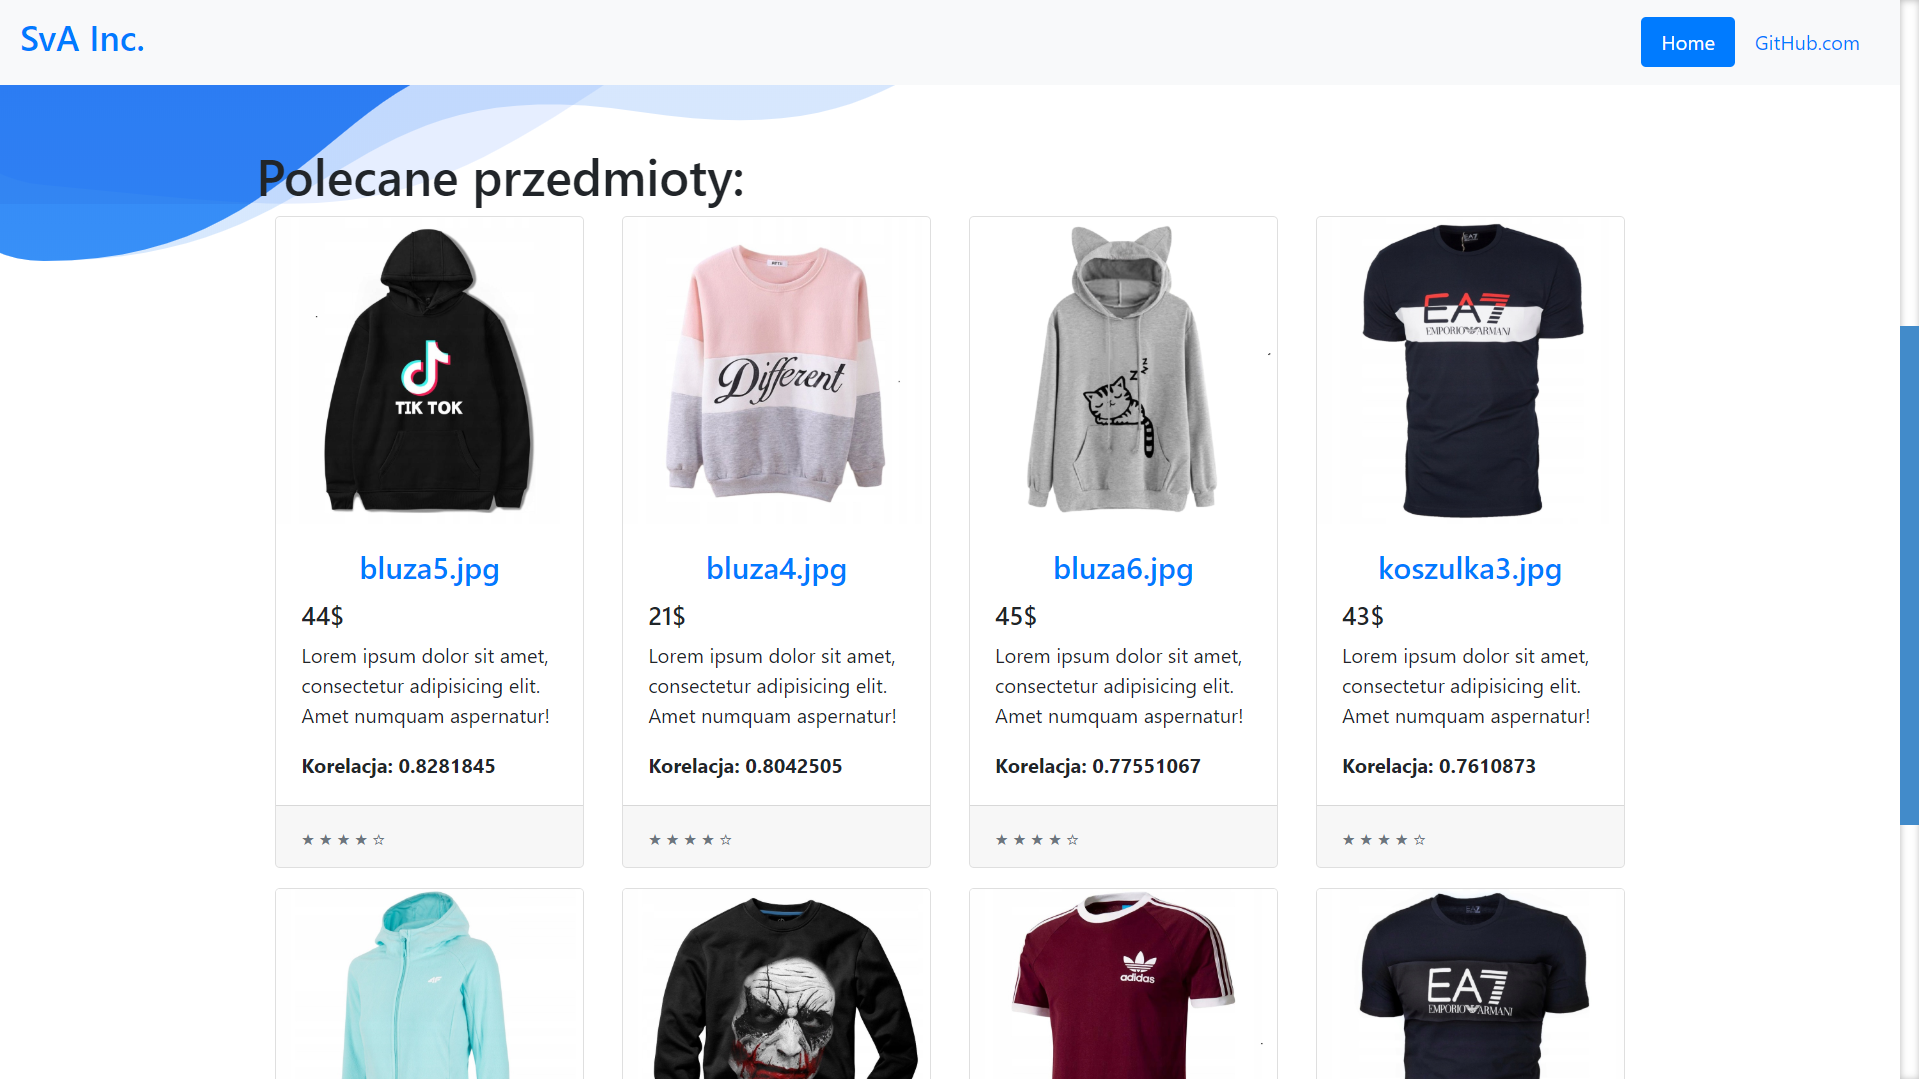 SvA Inc.
Home
GitHub.com
Polecane przedmioty:
TIK TOK
Different
z z z
EA7
EMPORIO ARMANI
bluza5.jpg
bluza4.jpg
bluza6.jpg
koszulka3.jpg
44$
21$
45$
43$
Lorem ipsum dolor sit amet,
consectetur adipisicing elit.
Amet numquam aspernatur!
Lorem ipsum dolor sit amet,
consectetur adipisicing elit.
Amet numquam aspernatur!
Lorem ipsum dolor sit amet,
consectetur adipisicing elit.
Amet numquam aspernatur!
Lorem ipsum dolor sit amet,
consectetur adipisicing elit.
Amet numquam aspernatur!
Korelacja: 0.8281845
Korelacja: 0.8042505
Korelacja: 0.77551067
Korelacja: 0.7610873
★ ★ ★ ★ ☆
★ ★ ★ ★ ☆
★ ★ ★ ★ ☆
★ ★ ★ ★ ☆
adidas
EA7
EMPORIO ARMANI